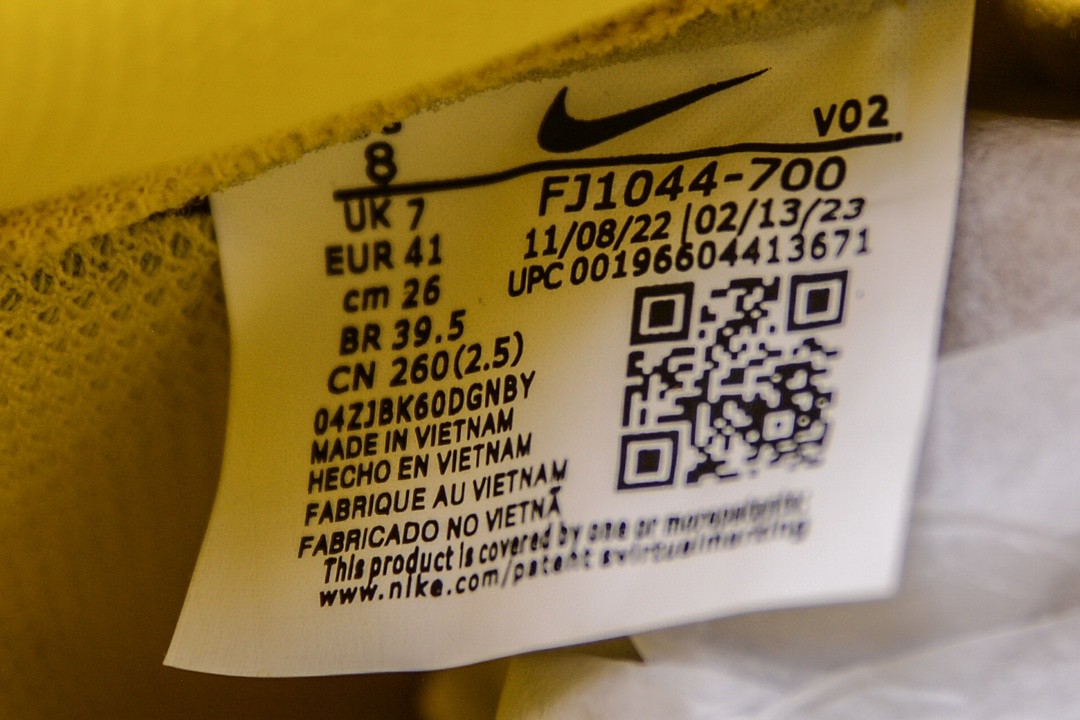 8
V02
UK 7
EUR 41
cm 26
BR 39.5
CN 260(2.5)
04ZJBK60DGNBY
MADE IN VIETNAM
HECHO EN VIETNAM
FABRIQUE AU VIETNAM
FABRICADO NO VIETNÃ
This product is covered by one or more patents:
www.nike.com/patent svirtualmarking
FJ1044-700
11/08/22 | 02/13/23
UPC 00196604413671